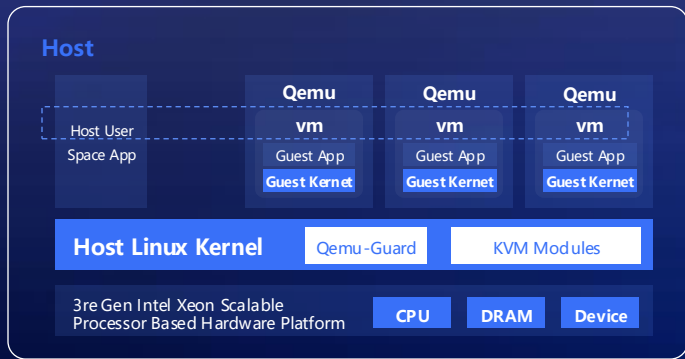 Host
Host User
Space App
Qemu
vm
Guest App
Guest Kernet
Qemu
vm
Guest App
Guest Kernet
Qemu
vm
Guest App
Guest Kernet
Host Linux Kernel
Qemu-Guard
KVM Modules
3re Gen Intel Xeon Scalable
Processor Based Hardware Platform
CPU
DRAM
Device